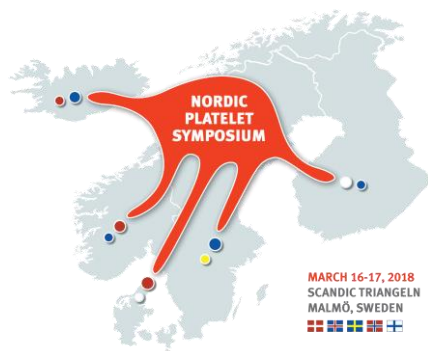 NORDIC
PLATELET
SYMPOSIUM
MARCH 16-17, 2018
SCANDIC TRIANGELN
MALMÖ, SWEDEN